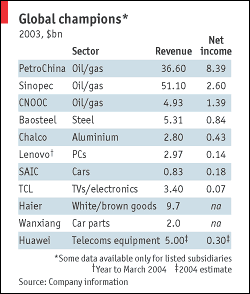 Global champions*
2003, $bn
Sector Revenue Net income
PetroChina Oil/gas 36.60 8.39
Sinopec Oil/gas 51.10 2.60
CNOOC Oil/gas 4.93 1.39
Baosteel Steel 5.31 0.84
Chalco Aluminium 2.80 0.43
Lenovo† PCs 2.97 0.14
SAIC Cars 0.83 0.18
TCL TVs/electronics 3.40 0.07
Haier White/brown goods 9.7 na
Wanxiang Car parts 2.0 na
Huawei Telecoms equipment 5.00‡ 0.30‡
*Some data available only for listed subsidiaries
†Year to March 2004 ‡2004 estimate
Source: Company information